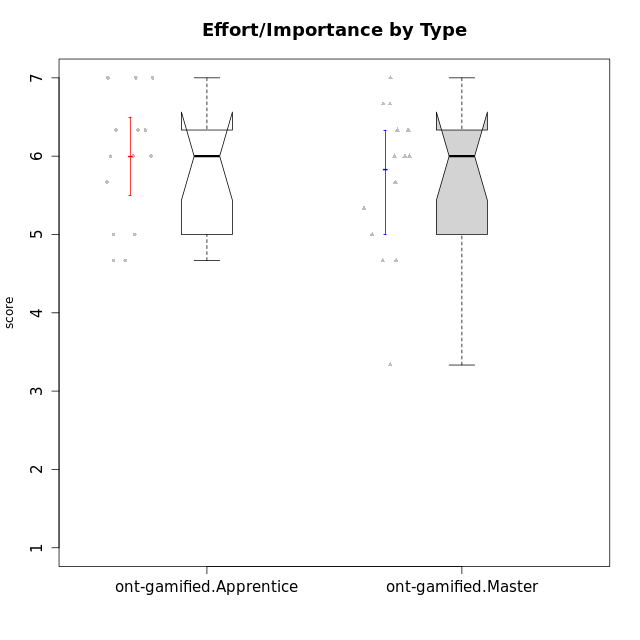 Effort/Importance by Type
score
7
6
5
4
3
2
1
ont-gamified.Apprentice
ont-gamified.Master